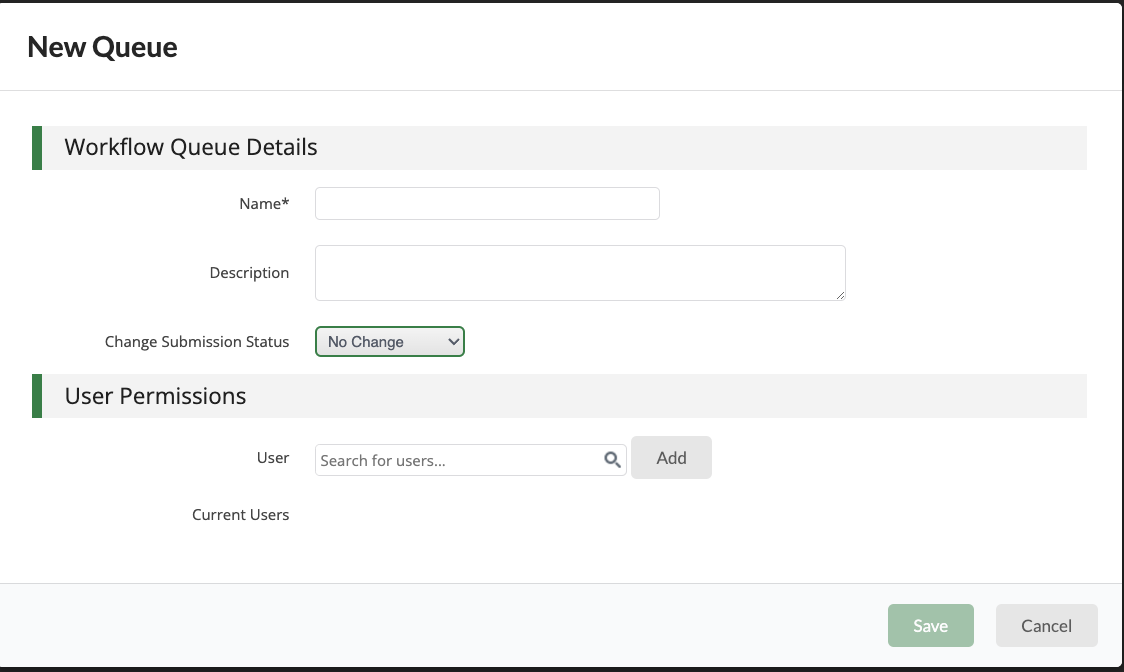 New Queue
Workflow Queue Details
Name*
Description
Change Submission Status No Change
User Permissions
User Search for users... Add
Current Users
Save Cancel